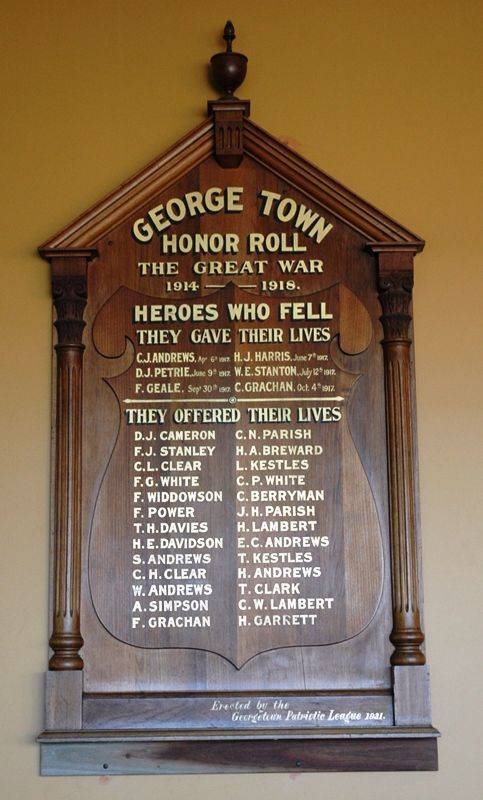 GEORGE TOWN
HONOR ROLL
THE GREAT WAR
1914 — 1918.
HEROES WHO FELL
THEY GAVE THEIR LIVES
C.J. ANDREWS, Apr 6th 1917. H.J. HARRIS, June 7th 1917.
D.J. PETRIE, June 9th 1917. W.E. STANTON, July 12th 1917.
F. GEALE, Sept 30th 1917. C. GRACHAN, Oct. 4th 1917.
THEY OFFERED THEIR LIVES
D.J. CAMERON C.N. PARISH
F.J. STANLEY H.A. BREWARD
C.L. CLEAR L. KESTLES
F.G. WHITE C.P. WHITE
F. WIDDOWSON C. BERRYMAN
F. POWER J.H. PARISH
T.H. DAVIES H. LAMBERT
H.E. DAVIDSON E.C. ANDREWS
S. ANDREWS T. KESTLES
C.H. CLEAR H. ANDREWS
W. ANDREWS T. CLARK
A. SIMPSON C.W. LAMBERT
F. GRACHAN H. GARRETT
Erected by the
Georgetown Patriotic League 1921.